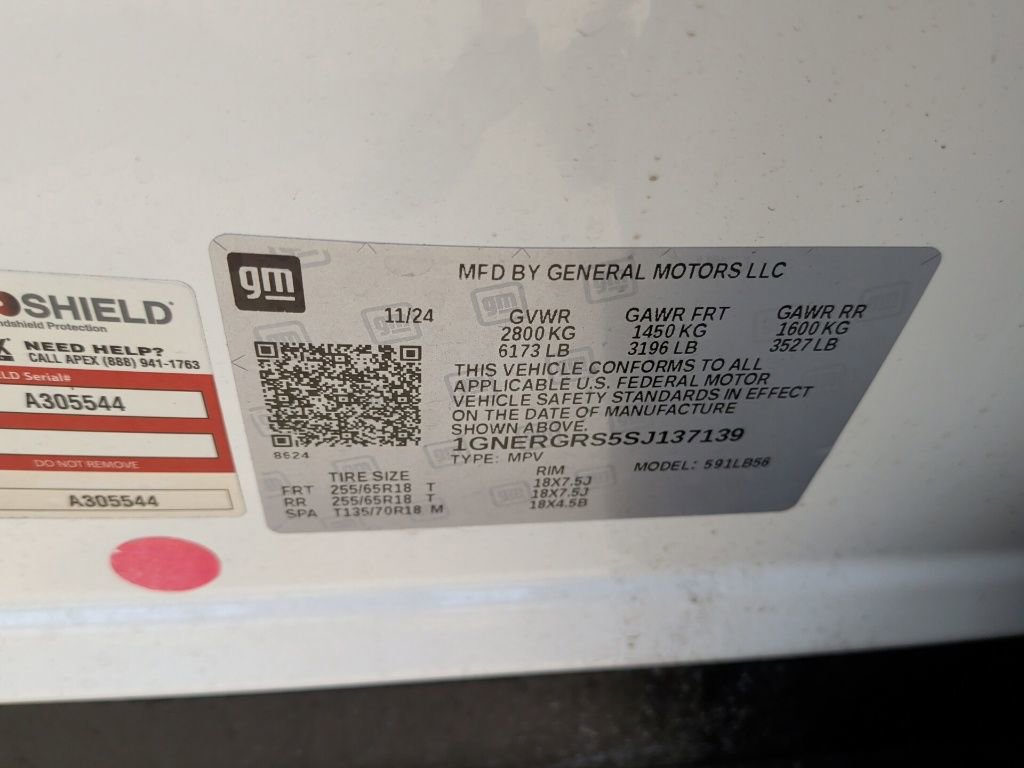 SHIELD
ndshield Protection
NEED HELP?
CALL APEX (888) 941-1763
ELD Serial#
A305544
DO NOT REMOVE
A305544
gm
MFD BY GENERAL MOTORS LLC
11/24
GVWR GAWR FRT GAWR RR
2800 KG 1450 KG 1600 KG
6173 LB 3196 LB 3527 LB
THIS VEHICLE CONFORMS TO ALL
APPLICABLE U.S. FEDERAL MOTOR
VEHICLE SAFETY STANDARDS IN EFFECT
ON THE DATE OF MANUFACTURE
SHOWN ABOVE.
1GNERGRS5SJ137139
TYPE: MPV MODEL: 591LB56
8624
TIRE SIZE RIM
FRT 255/65R18 T 18X7.5J
RR 255/65R18 T 18X7.5J
SPA T135/70R18 M 18X4.5B